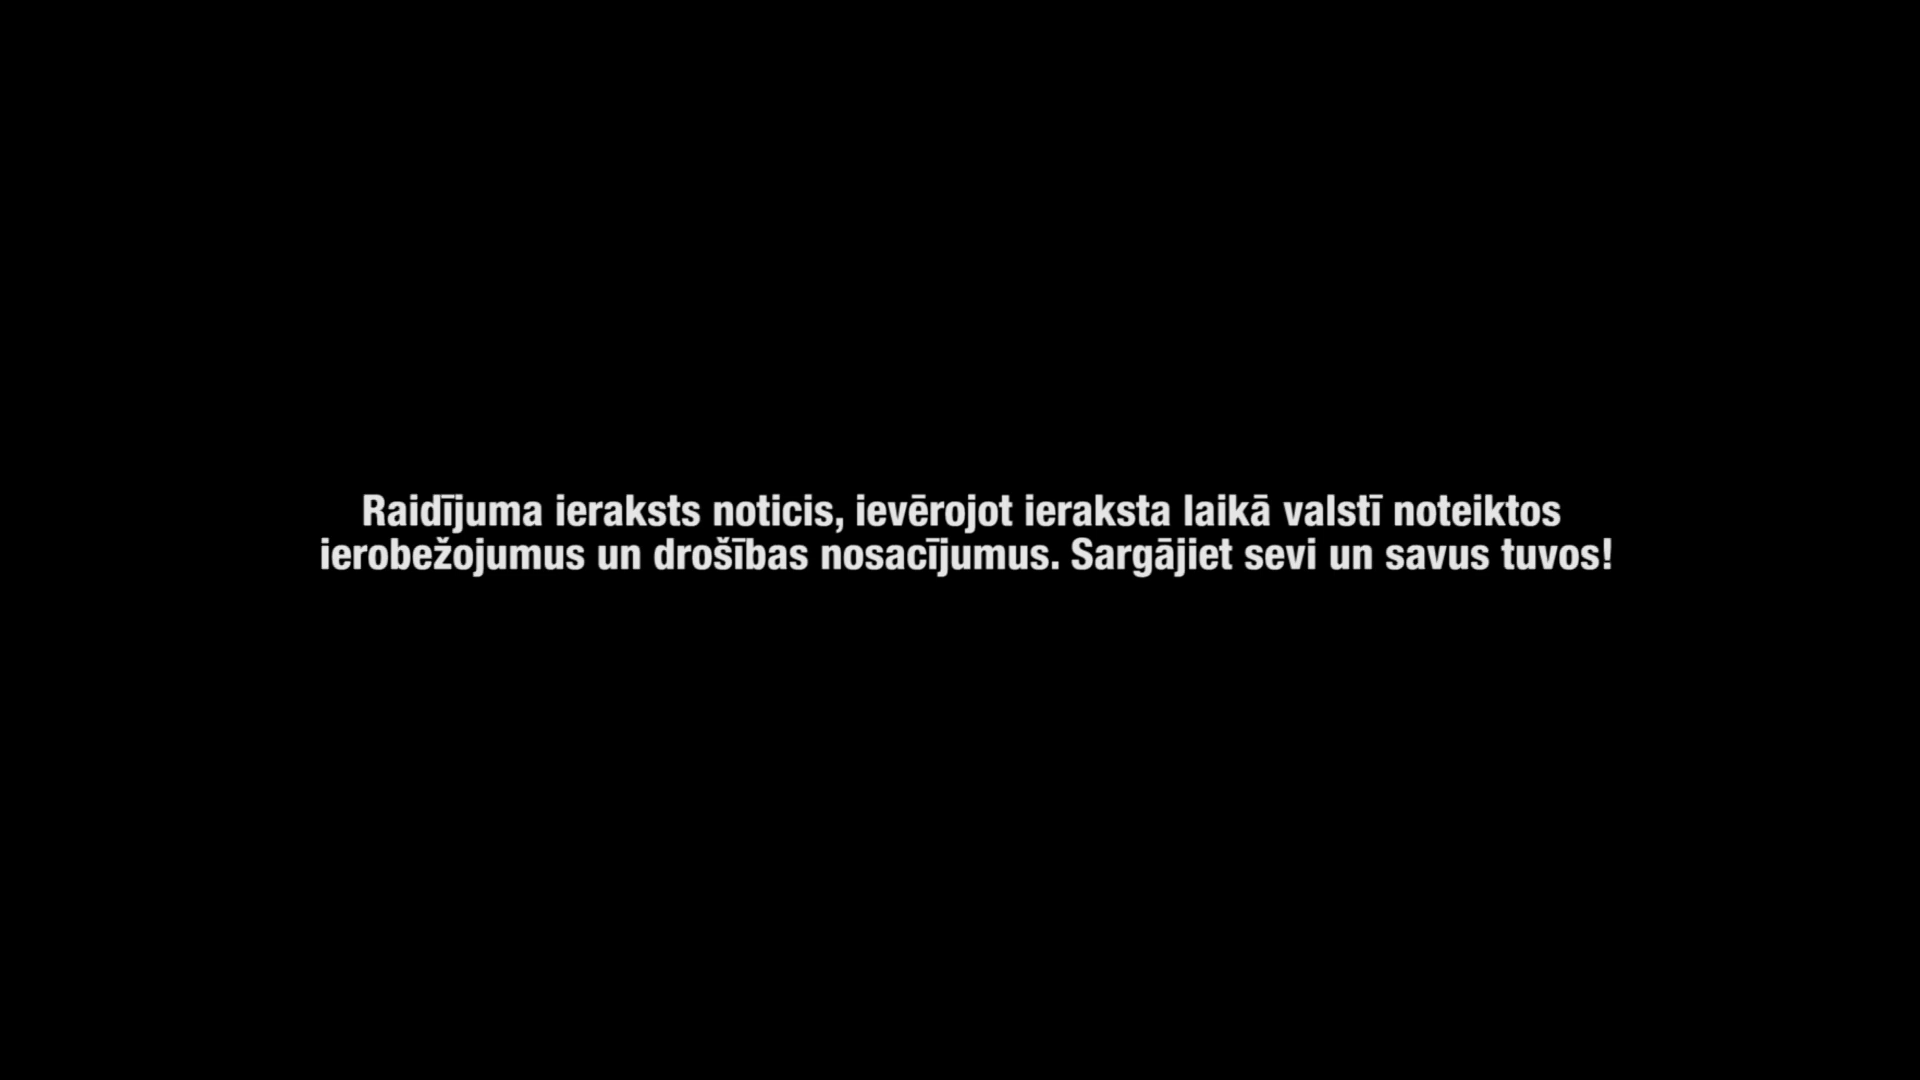 Raidījuma ieraksts noticis, ievērojot ieraksta laikā valstī noteiktos
ierobežojumus un drošības nosacījumus. Sargājiet sevi un savus tuvos!